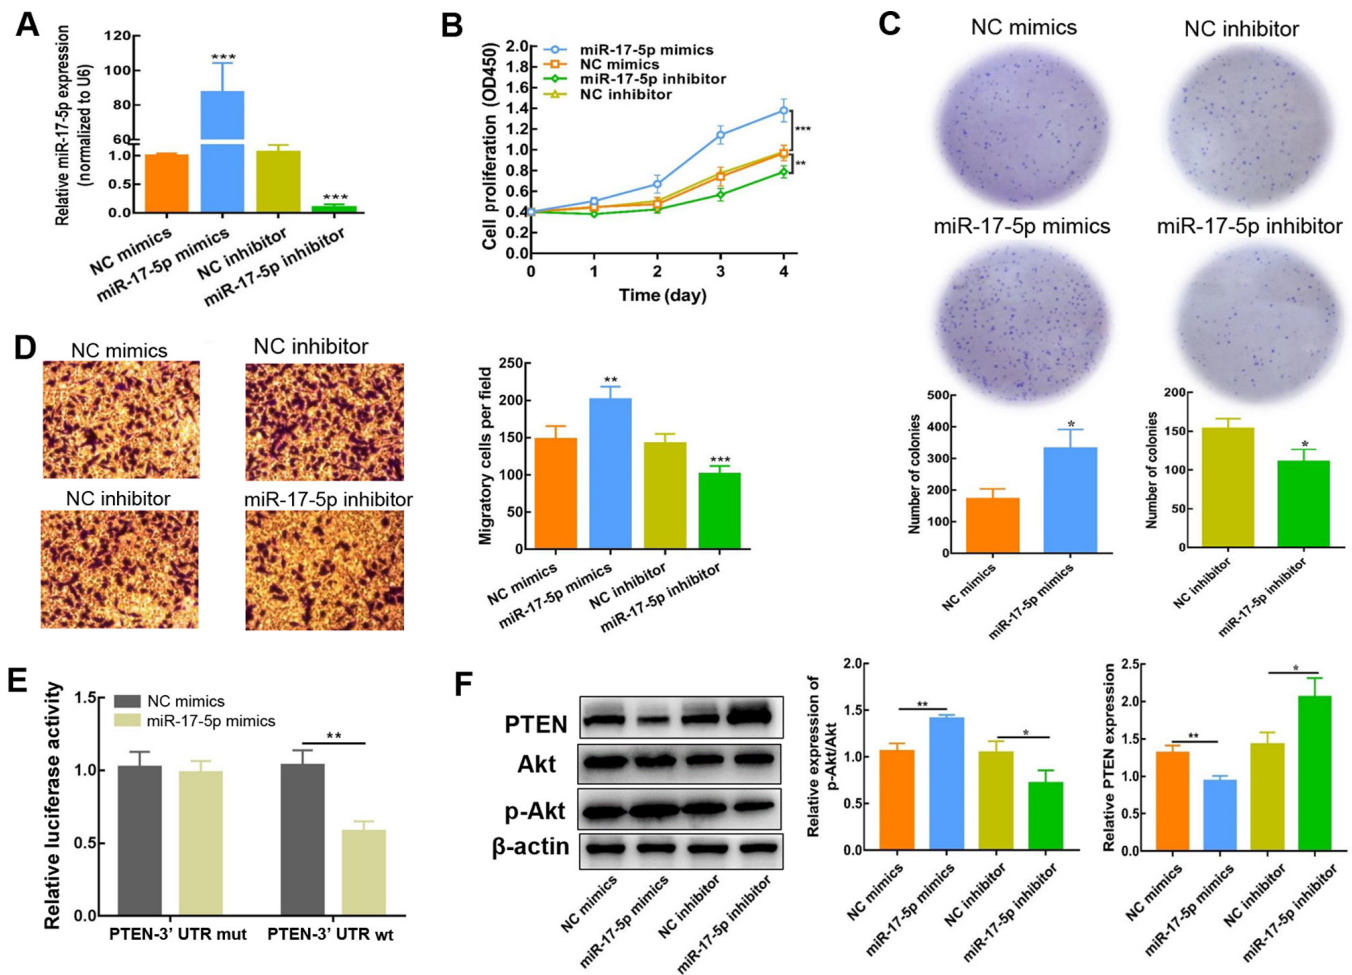 A
Relative miR-17-5p expression
(normalized to U6)
120
100
80
60
1.0
0.5
0.0
***
***
NC mimics
miR-17-5p mimics
NC inhibitor
miR-17-5p inhibitor
B
Cell proliferation (OD450)
2.0
1.8
1.6
1.4
1.2
1.0
0.8
0.6
0.4
0.2
0.0
miR-17-5p mimics
NC mimics
miR-17-5p inhibitor
NC inhibitor
***
**
0 1 2 3 4
Time (day)
C
NC mimics
NC inhibitor
miR-17-5p mimics
miR-17-5p inhibitor
Number of colonies
500
400
300
200
100
0
*
NC mimics
miR-17-5p mimics
Number of colonies
200
150
100
50
0
*
NC inhibitor
miR-17-5p inhibitor
D
NC mimics
NC inhibitor
NC inhibitor
miR-17-5p inhibitor
Migratory cells per field
250
200
150
100
50
0
**
***
NC mimics
miR-17-5p mimics
NC inhibitor
miR-17-5p inhibitor
E
Relative luciferase activity
1.5
1.0
0.5
0.0
NC mimics
miR-17-5p mimics
**
PTEN-3’ UTR mut
PTEN-3’ UTR wt
F
PTEN
Akt
p-Akt
β-actin
NC mimics
miR-17-5p mimics
NC inhibitor
miR-17-5p inhibitor
Relative expression of
p-Akt/Akt
2.0
1.5
1.0
0.5
0.0
**
*
NC mimics
miR-17-5p mimics
NC inhibitor
miR-17-5p inhibitor
Relative PTEN expression
2.5
2.0
1.5
1.0
0.5
0.0
**
*
NC mimics
miR-17-5p mimics
NC inhibitor
miR-17-5p inhibitor